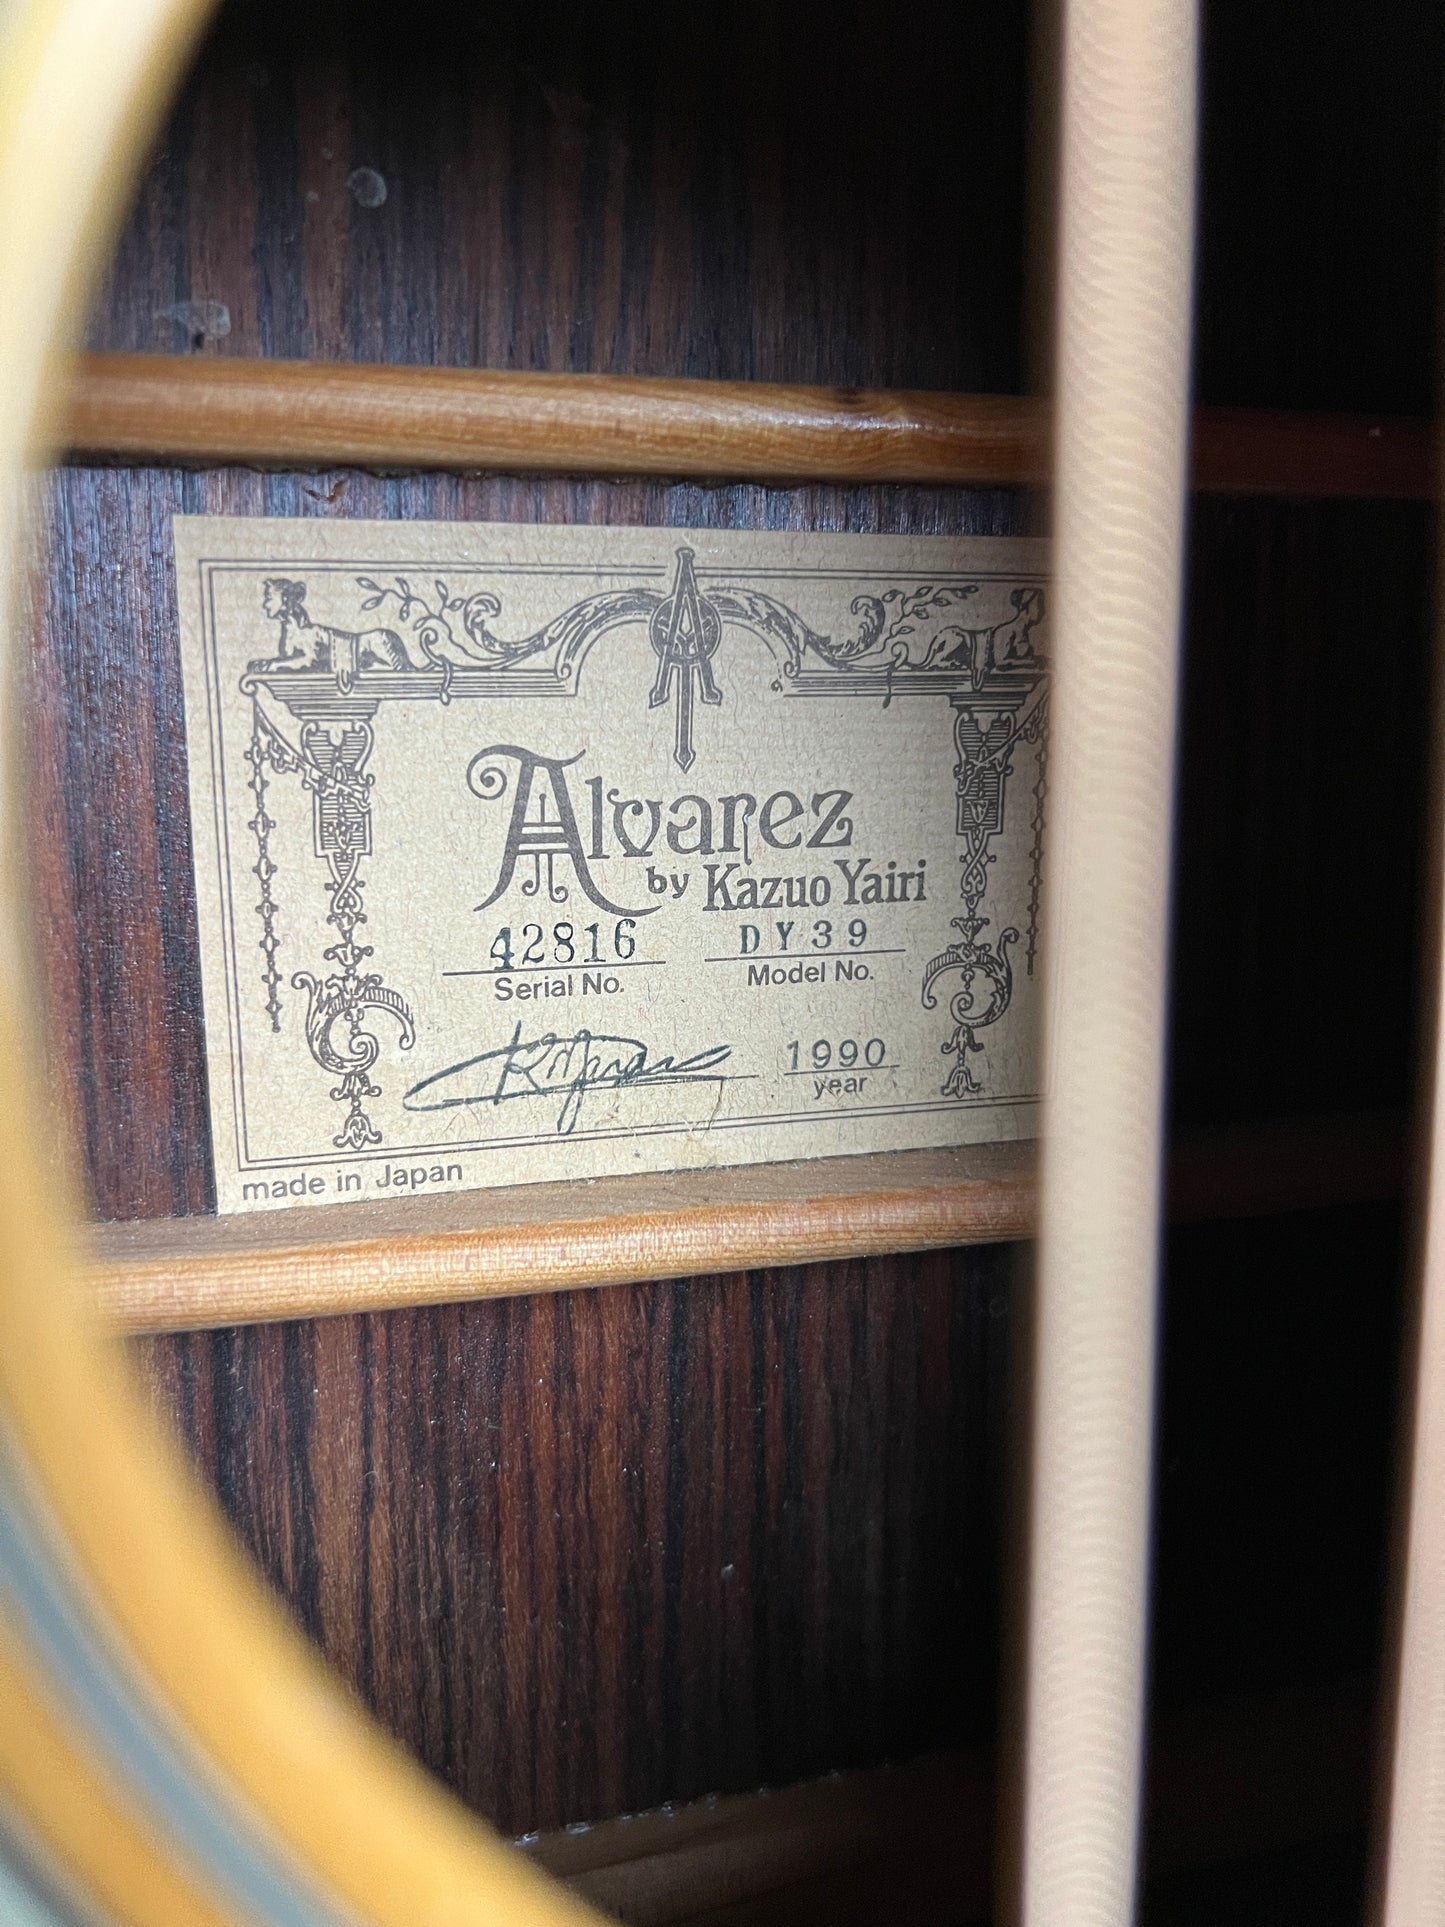 Alvarez
by Kazuo Yairi
42816 DY39
Serial No. Model No.
1990
year
made in Japan